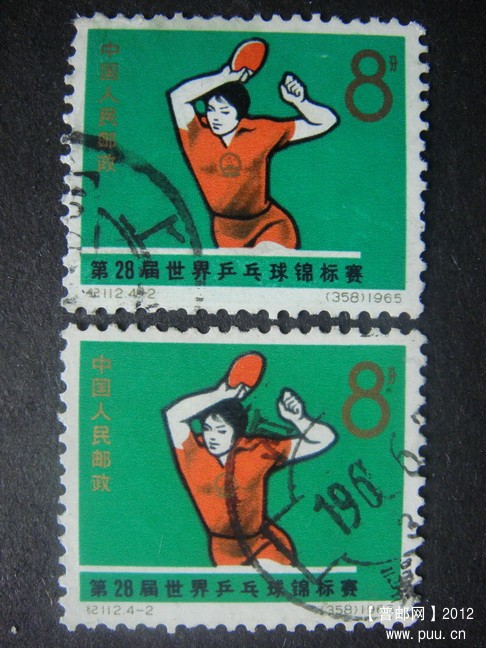 中国人民邮政
8分
第28届世界乒乓球锦标赛
纪112.4-2
(358)1965
中国人民邮政
8分
第28届世界乒乓球锦标赛
纪112.4-2
(358)19
196
【普邮网】2012
www.puu.cn